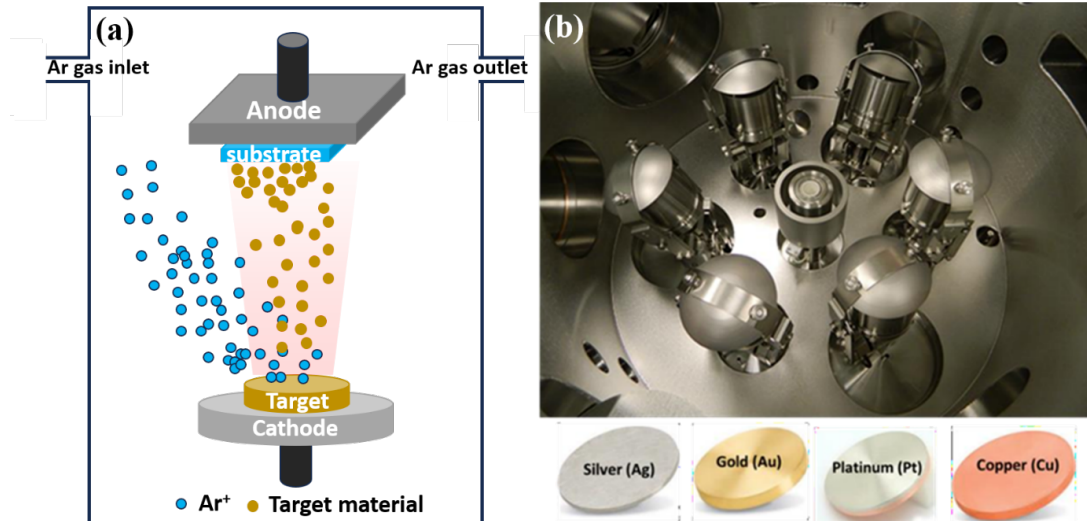 (a)
Ar gas inlet
Ar gas outlet
Anode
substrate
Target
Cathode
Ar⁺
Target material
(b)
Silver (Ag)
Gold (Au)
Platinum (Pt)
Copper (Cu)